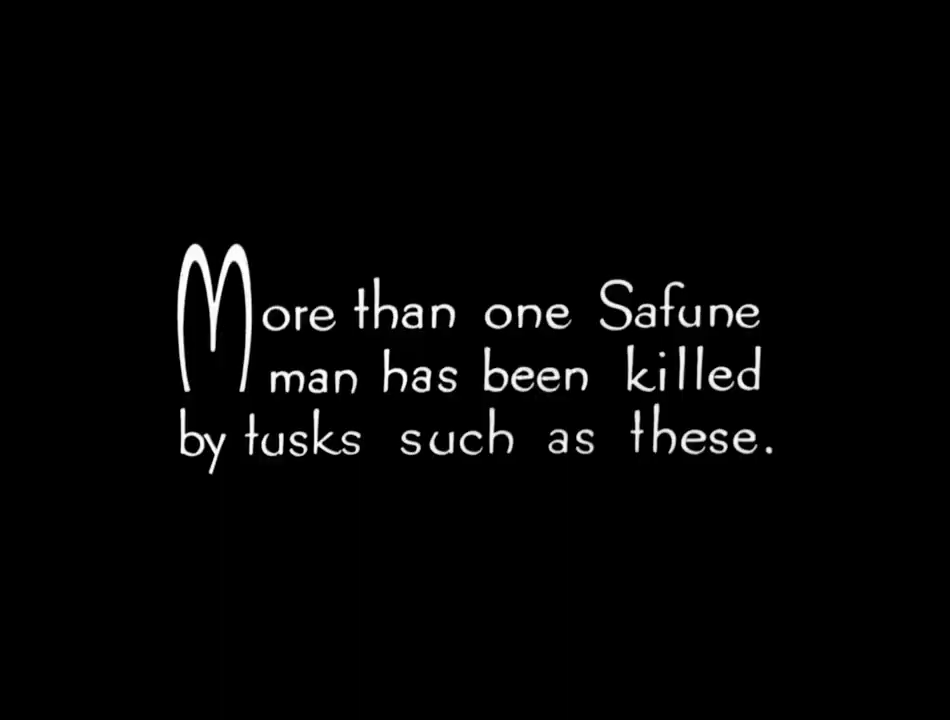 More than one Safune
man has been killed
by tusks such as these.